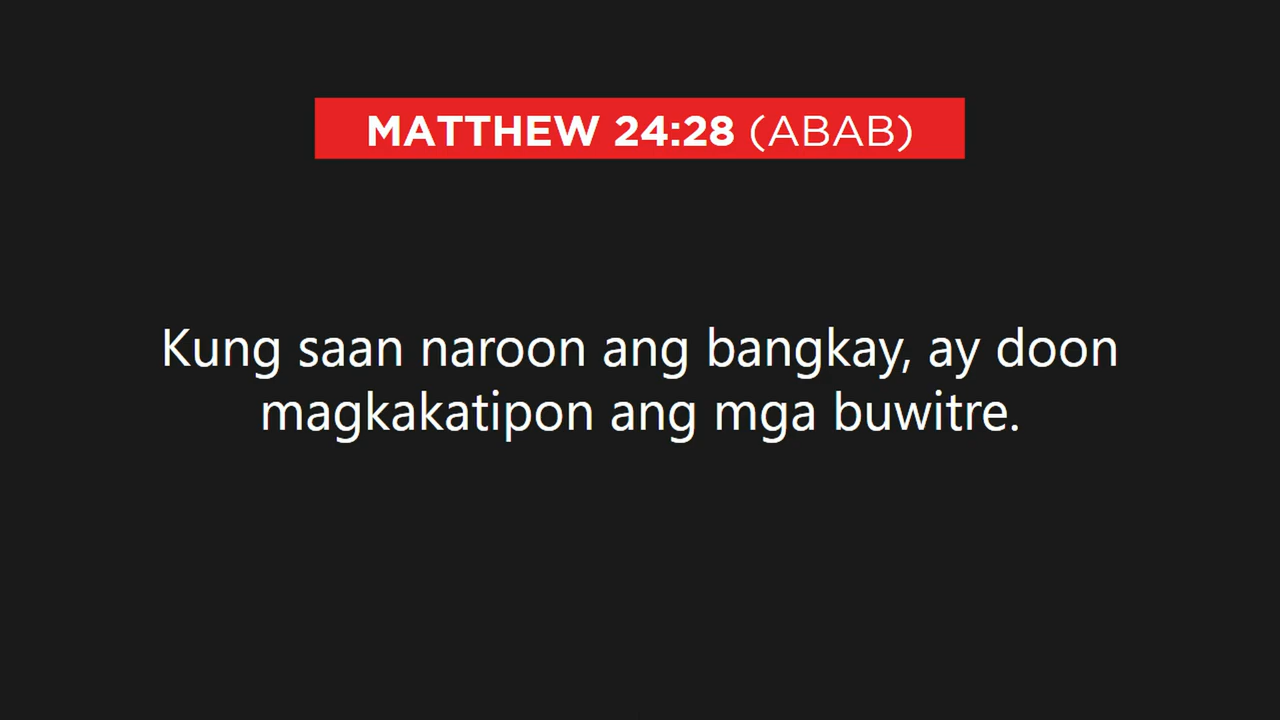 MATTHEW 24:28 (ABAB)
Kung saan naroon ang bangkay, ay doon
magkakatipon ang mga buwitre.